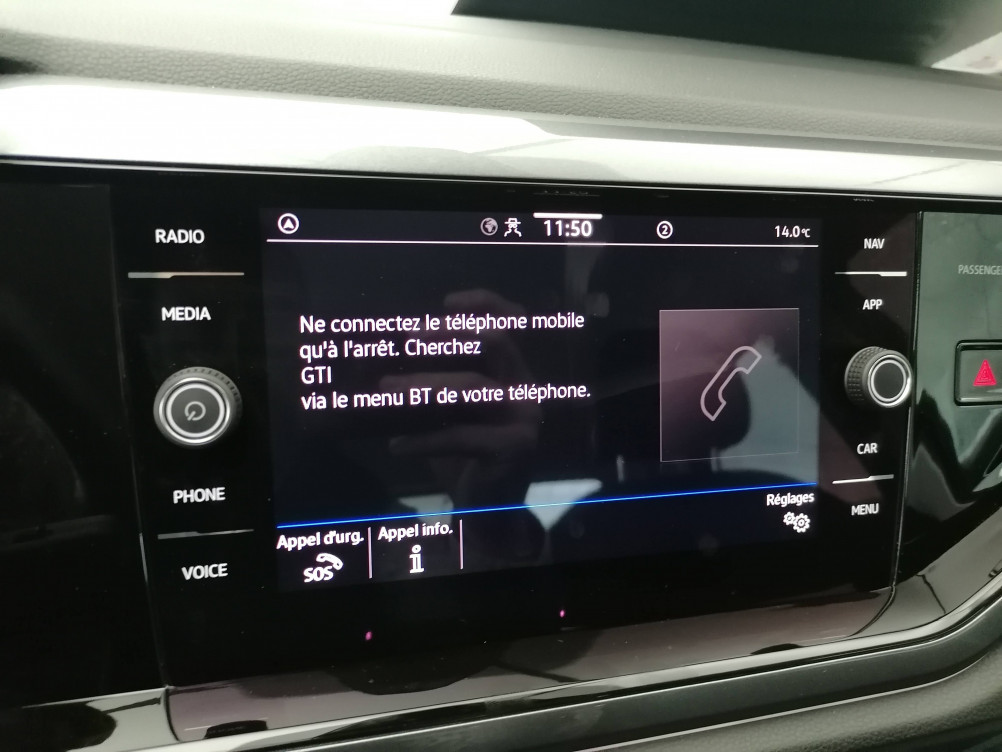 RADIO
MEDIA
PHONE
VOICE
11:50
2
14.0°C
Ne connectez le téléphone mobile
qu'à l'arrêt. Cherchez
GTI
via le menu BT de votre téléphone.
Réglages
Appel d'urg.
SOS
Appel info.
i
NAV
APP
CAR
MENU